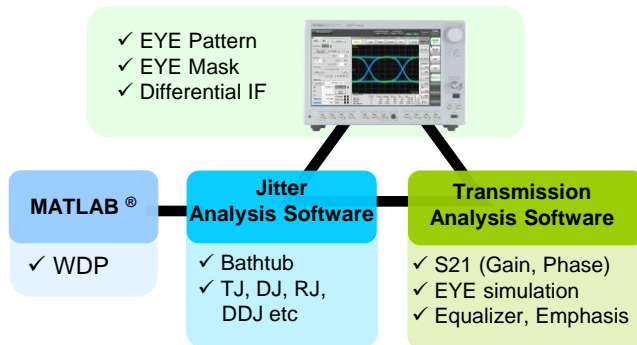 ✓ EYE Pattern
✓ EYE Mask
✓ Differential IF
MATLAB ®
✓ WDP
Jitter
Analysis Software
✓ Bathtub
✓ TJ, DJ, RJ,
DDJ etc
Transmission
Analysis Software
✓ S21 (Gain, Phase)
✓ EYE simulation
✓ Equalizer, Emphasis